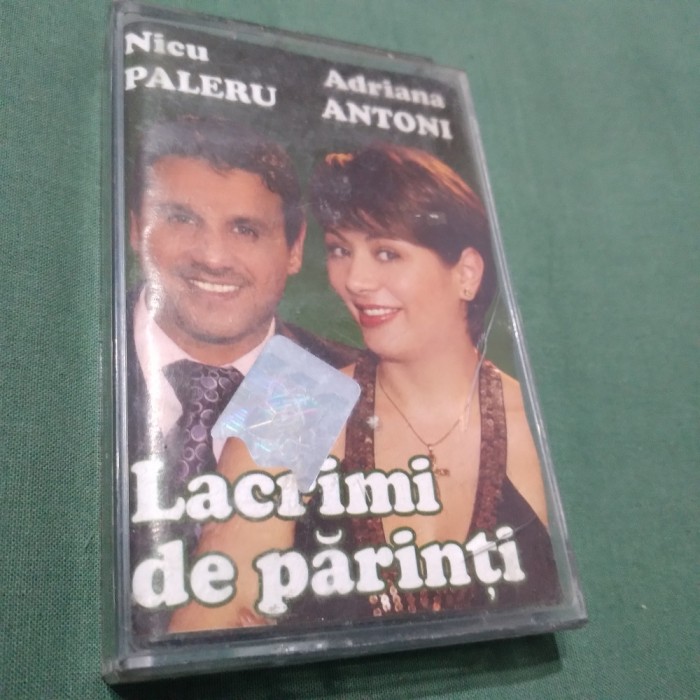 Nicu
PALERU
Adriana
ANTONI
Lacrimi
de părinți